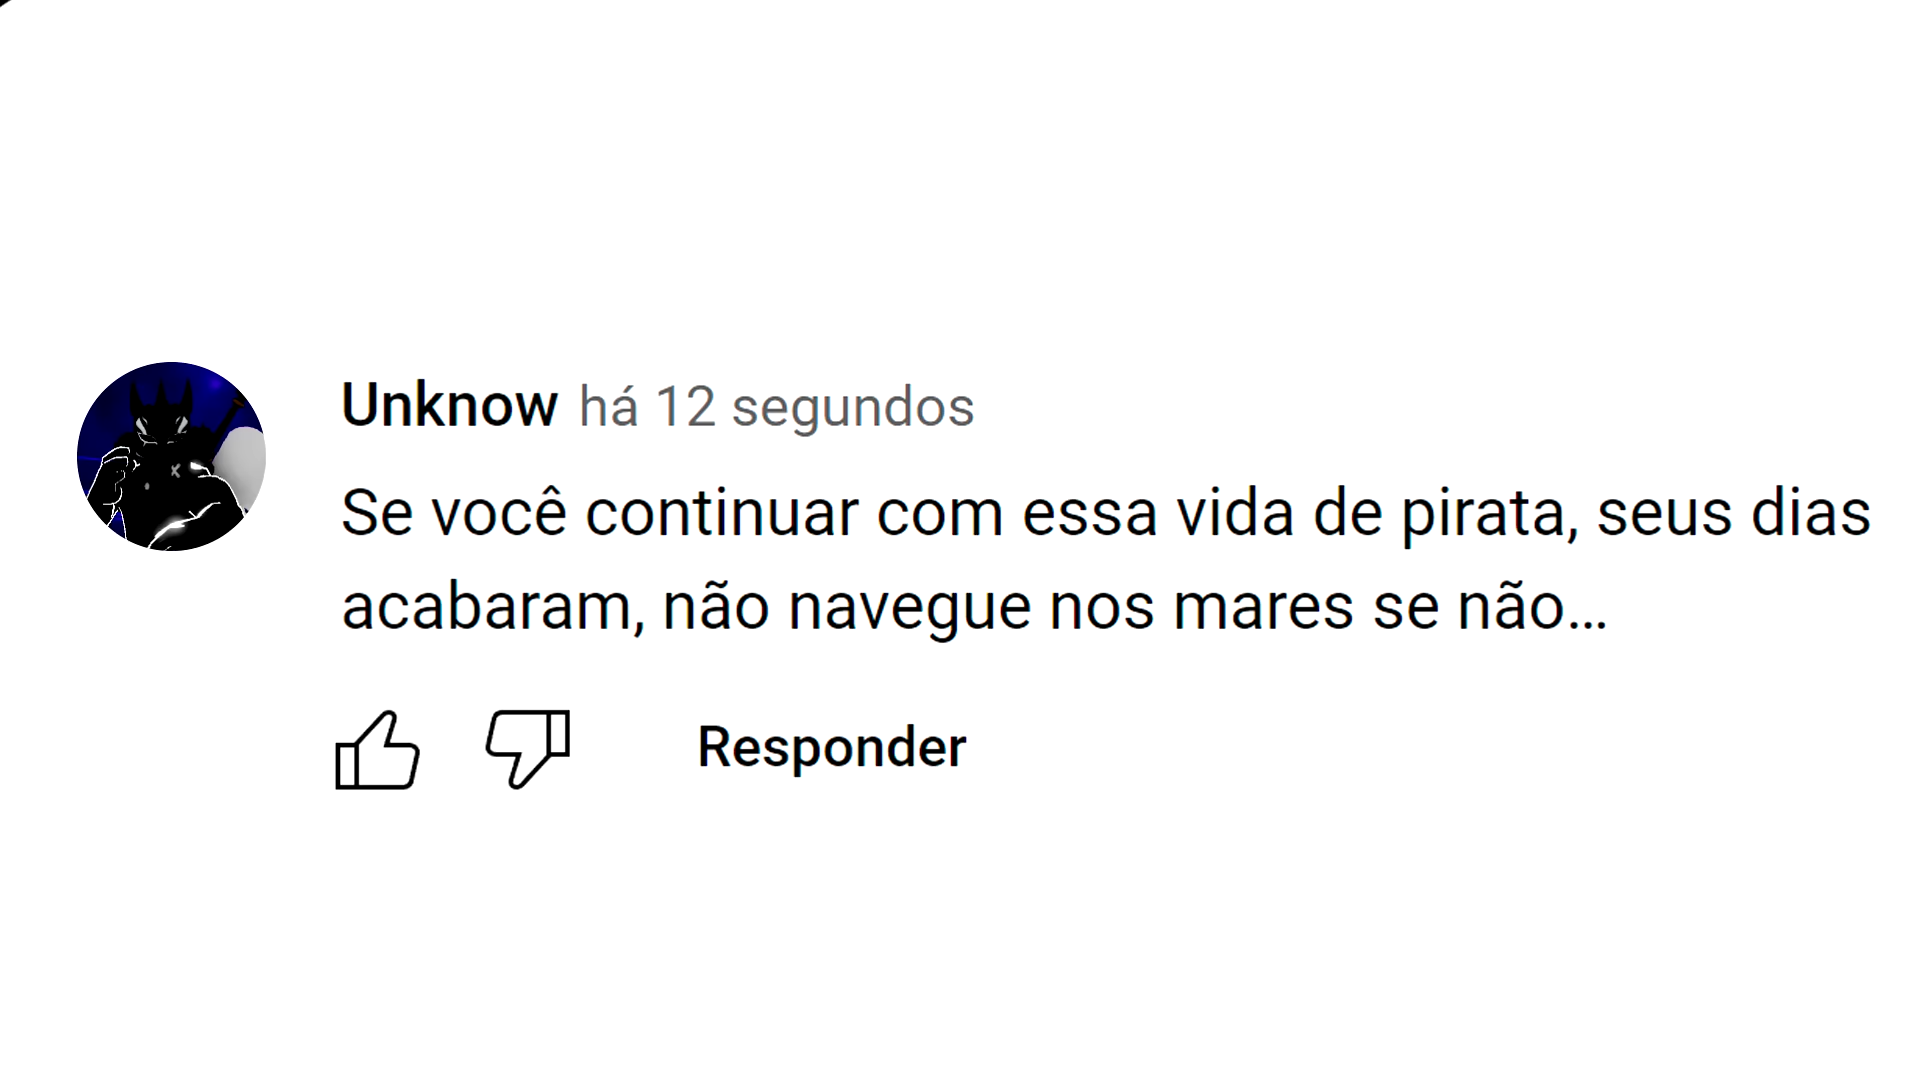 Unknow há 12 segundos
Se você continuar com essa vida de pirata, seus dias
acabaram, não navegue nos mares se não...
Responder